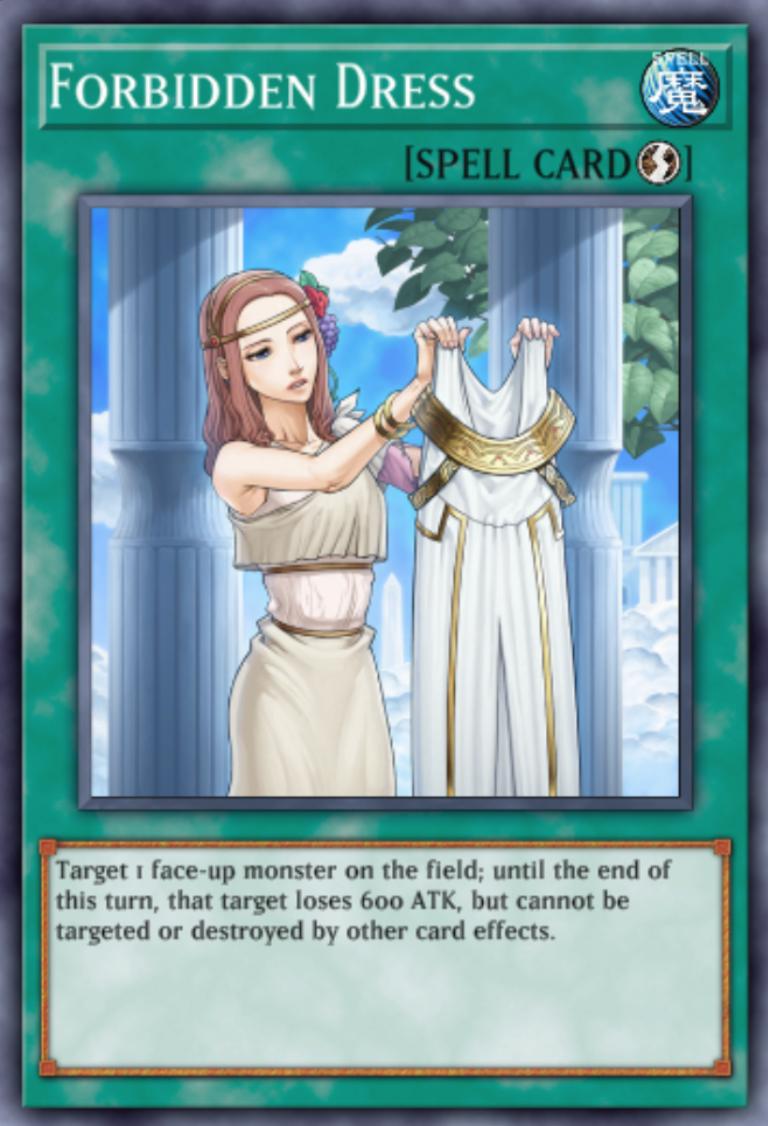 FORBIDDEN DRESS
SPELL
魔
[SPELL CARD]
Target 1 face-up monster on the field; until the end of
this turn, that target loses 600 ATK, but cannot be
targeted or destroyed by other card effects.